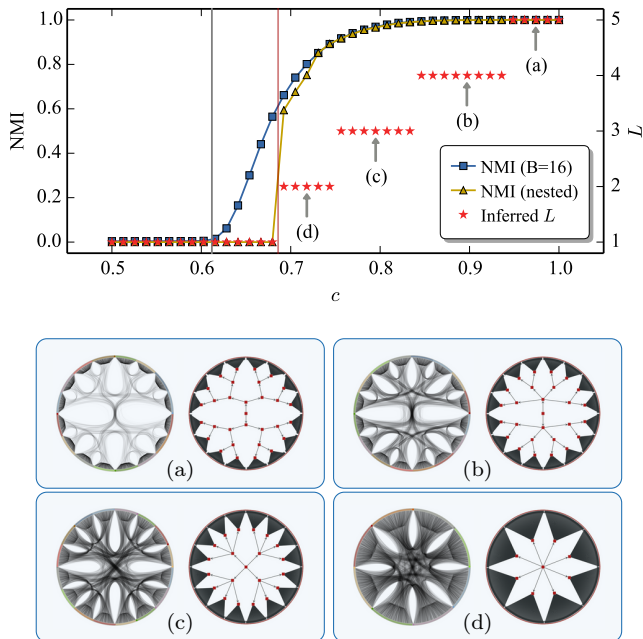 1.0
0.8
0.6
0.4
0.2
0.0
NMI
5
4
3
2
1
L
(a)
(b)
(c)
(d)
NMI (B=16)
NMI (nested)
Inferred L
0.5 0.6 0.7 0.8 0.9 1.0
c
(a)
(b)
(c)
(d)